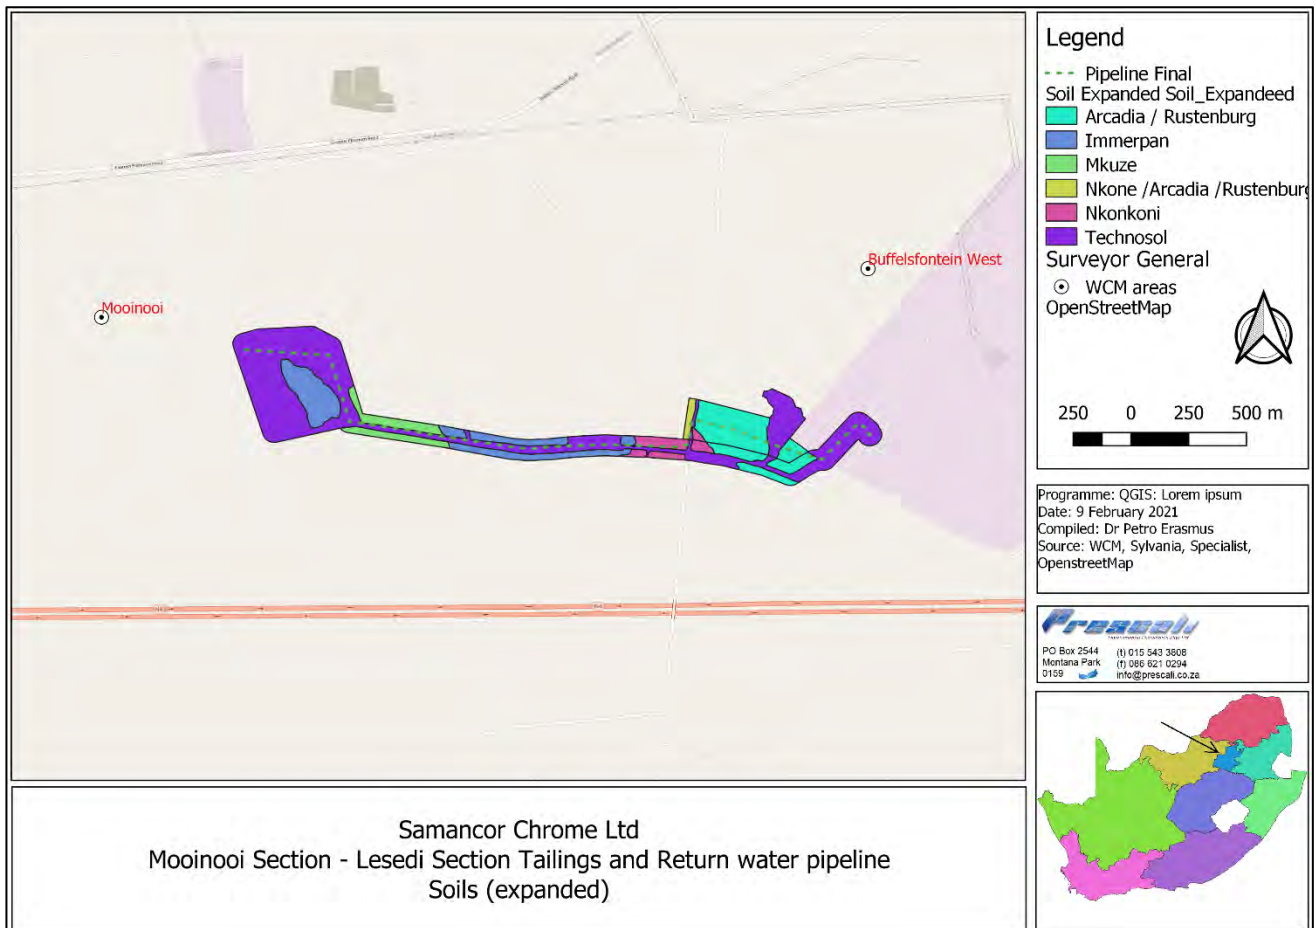 Mooinooi
Buffelsfontein West
Legend
Pipeline Final
Soil Expanded Soil_Expandeed
Arcadia / Rustenburg
Immerpan
Mkuze
Nkone /Arcadia /Rustenburg
Nkonkoni
Technosol
Surveyor General
WCM areas
OpenStreetMap
250 0 250 500 m
Programme: QGIS: Lorem ipsum
Date: 9 February 2021
Compiled: Dr Petro Erasmus
Source: WCM, Sylvania, Specialist,
OpenstreetMap
Prescali
PO Box 2544 (t) 015 543 3808
Montana Park (f) 086 621 0294
0159 info@prescali.co.za
Samancor Chrome Ltd
Mooinooi Section - Lesedi Section Tailings and Return water pipeline
Soils (expanded)